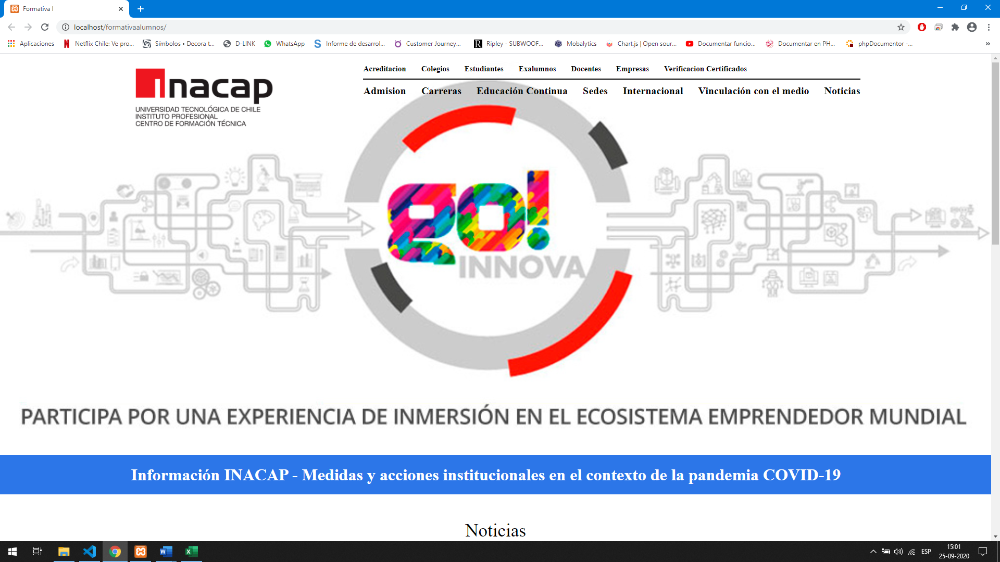 Formativa I
localhost/formativaalumnos/
Aplicaciones
Netflix Chile: Ve pro...
Símbolos • Decora t...
D-LINK
WhatsApp
Informe de desarrol...
Customer Journey...
Ripley - SUBWOOF...
Mobalytics
Chart.js | Open sour...
Documentar funcio...
Documentar en PH...
phpDocumentor -...
»
inacap
UNIVERSIDAD TECNOLÓGICA DE CHILE
INSTITUTO PROFESIONAL
CENTRO DE FORMACIÓN TÉCNICA
Acreditacion Colegios Estudiantes Exalumnos Docentes Empresas Verificacion Certificados
Admision Carreras Educación Continua Sedes Internacional Vinculación con el medio Noticias
go!
INNOVA
PARTICIPA POR UNA EXPERIENCIA DE INMERSIÓN EN EL ECOSISTEMA EMPRENDEDOR MUNDIAL
Información INACAP - Medidas y acciones institucionales en el contexto de la pandemia COVID-19
Noticias
ESP
15:01
25-09-2020